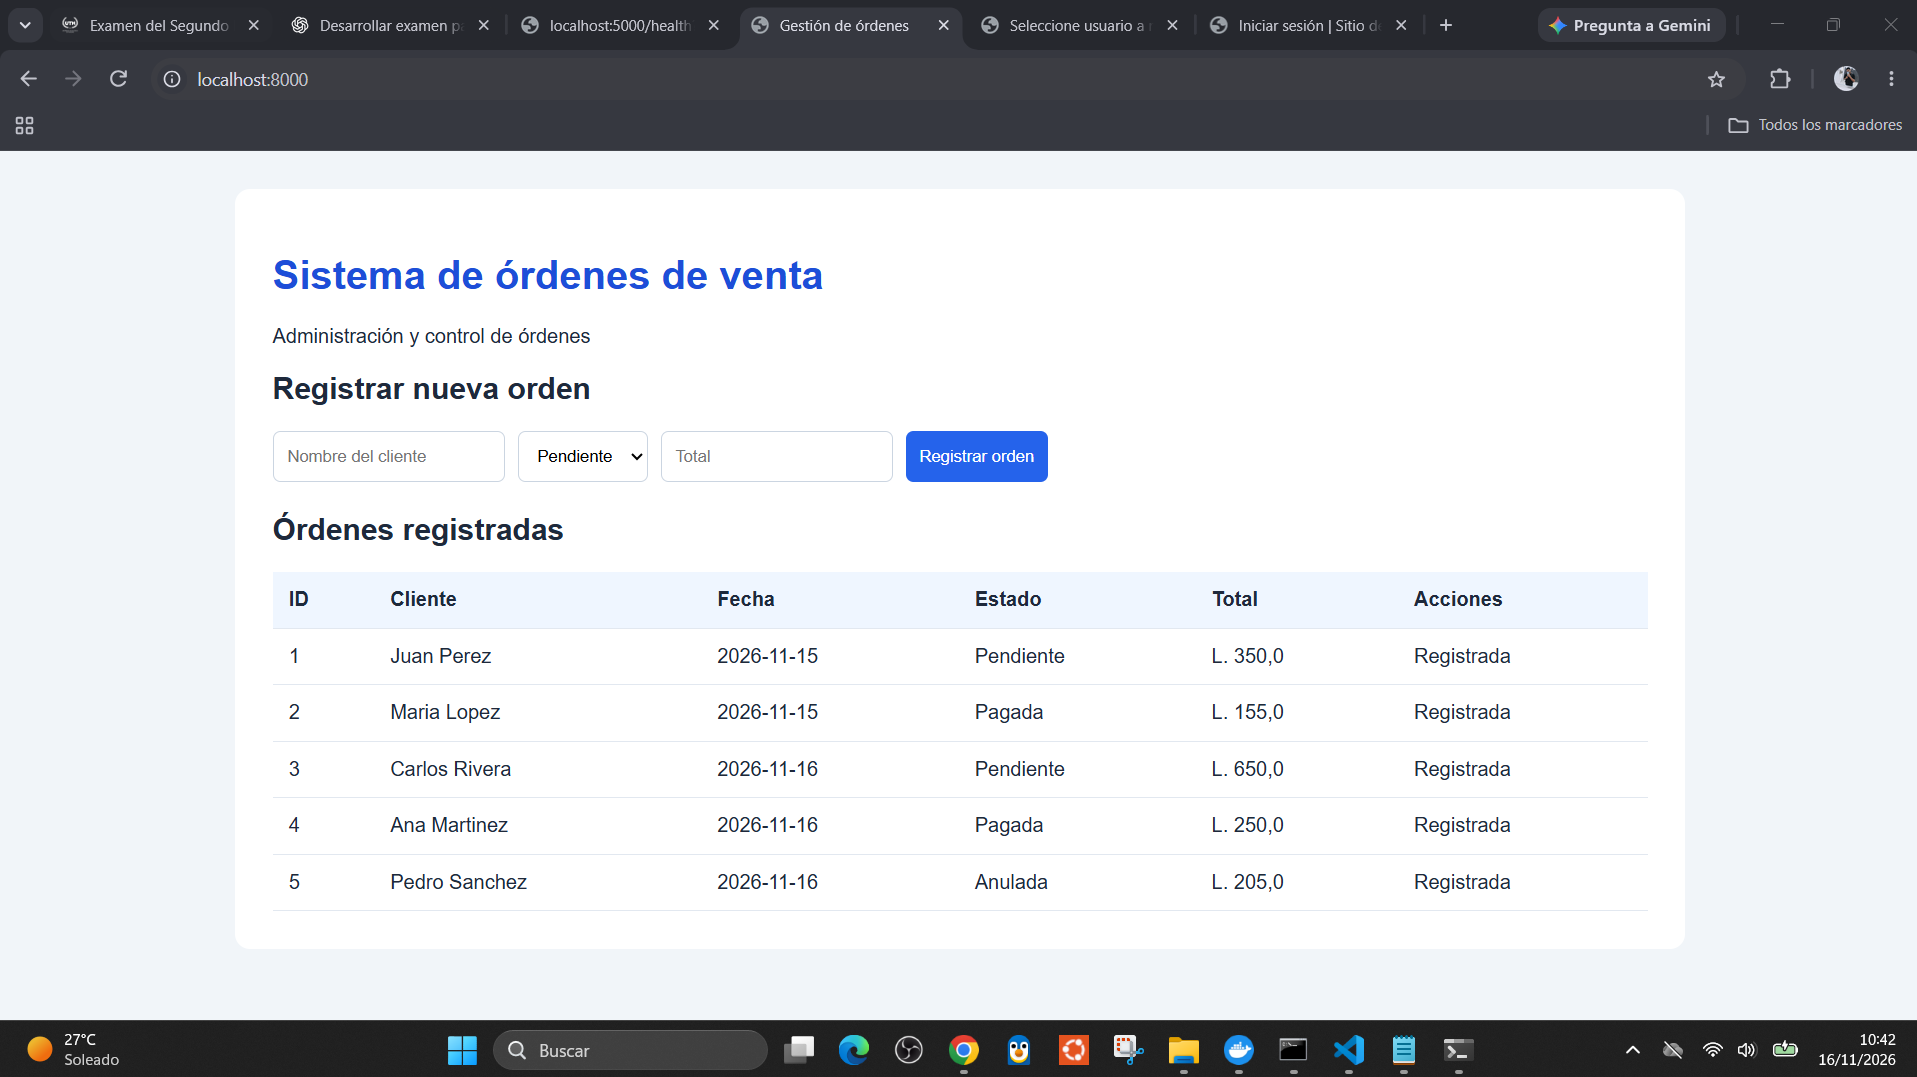 Examen del Segundo
Desarrollar examen p
localhost:5000/health
Gestión de órdenes
Seleccione usuario a
Iniciar sesión | Sitio d
Pregunta a Gemini
localhost:8000
Todos los marcadores
Sistema de órdenes de venta
Administración y control de órdenes
Registrar nueva orden
Nombre del cliente Pendiente Total Registrar orden
Órdenes registradas
ID Cliente Fecha Estado Total Acciones
1 Juan Perez 2026-11-15 Pendiente L. 350,0 Registrada
2 Maria Lopez 2026-11-15 Pagada L. 155,0 Registrada
3 Carlos Rivera 2026-11-16 Pendiente L. 650,0 Registrada
4 Ana Martinez 2026-11-16 Pagada L. 250,0 Registrada
5 Pedro Sanchez 2026-11-16 Anulada L. 205,0 Registrada
27°C
Soleado
Buscar
10:42
16/11/2026